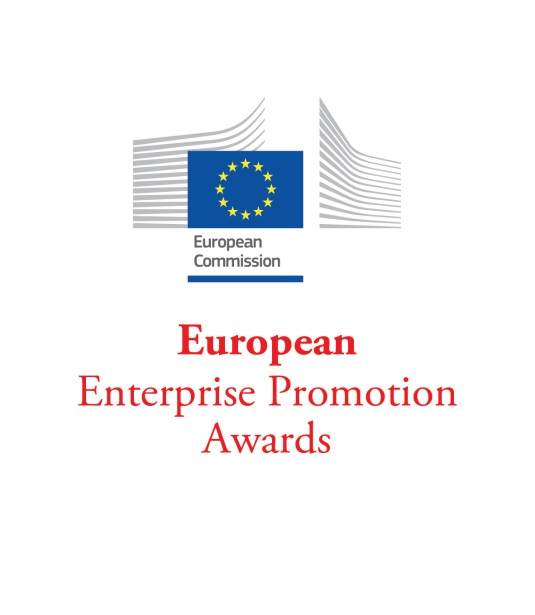 European
Commission
European
Enterprise Promotion
Awards